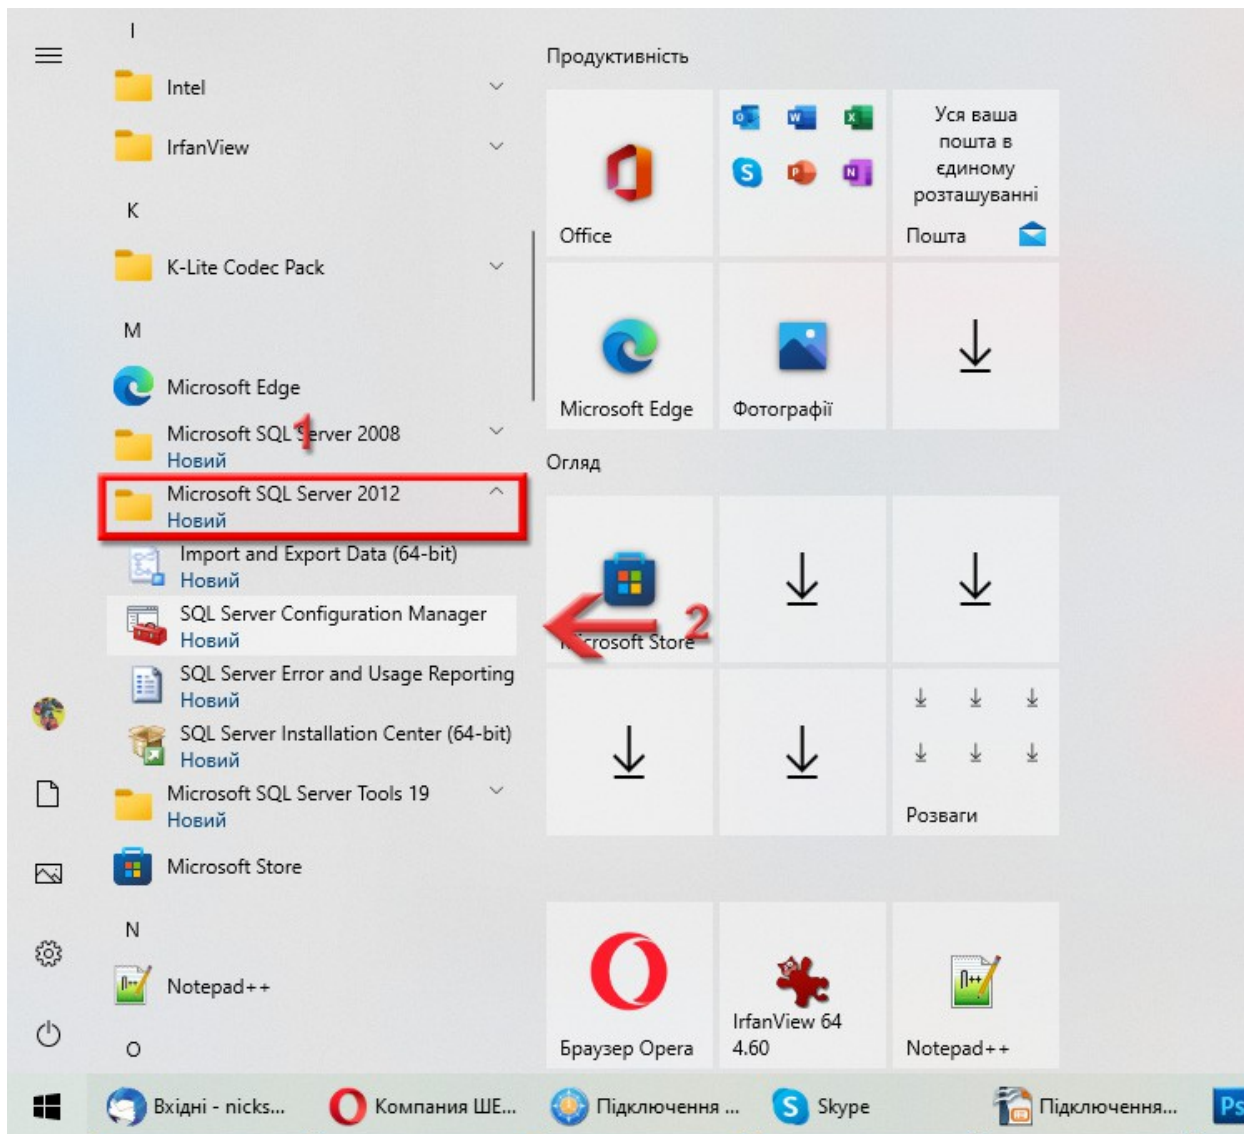 I
Intel
IrfanView
K
K-Lite Codec Pack
M
Microsoft Edge
1
Microsoft SQL Server 2008
Новий
Microsoft SQL Server 2012
Новий
Import and Export Data (64-bit)
Новий
SQL Server Configuration Manager
Новий
2
SQL Server Error and Usage Reporting
Новий
SQL Server Installation Center (64-bit)
Новий
Microsoft SQL Server Tools 19
Новий
Microsoft Store
N
Notepad++
O
Продуктивність
Office
Уся ваша
пошта в
єдиному
розташуванні
Пошта
Microsoft Edge
Фотографії
Огляд
Microsoft Store
Розваги
Браузер Opera
IrfanView 64
4.60
Notepad++
Вхідні - nicks...
Компания ШЕ...
Підключення ...
Skype
Підключення...
Ps